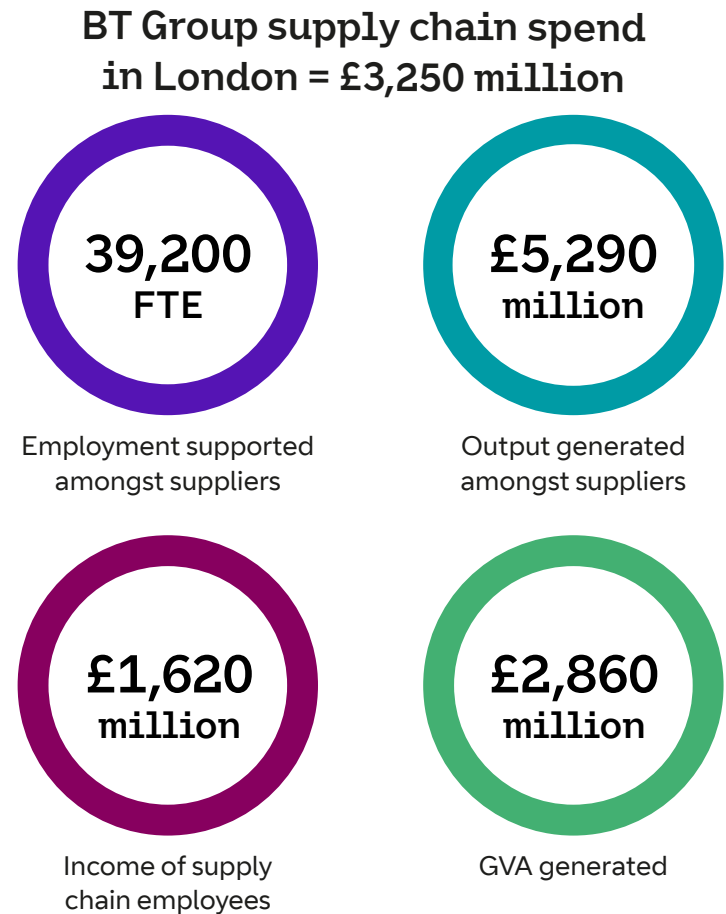 BT Group supply chain spend
in London = £3,250 million
39,200
FTE
Employment supported
amongst suppliers
£5,290
million
Output generated
amongst suppliers
£1,620
million
Income of supply
chain employees
£2,860
million
GVA generated